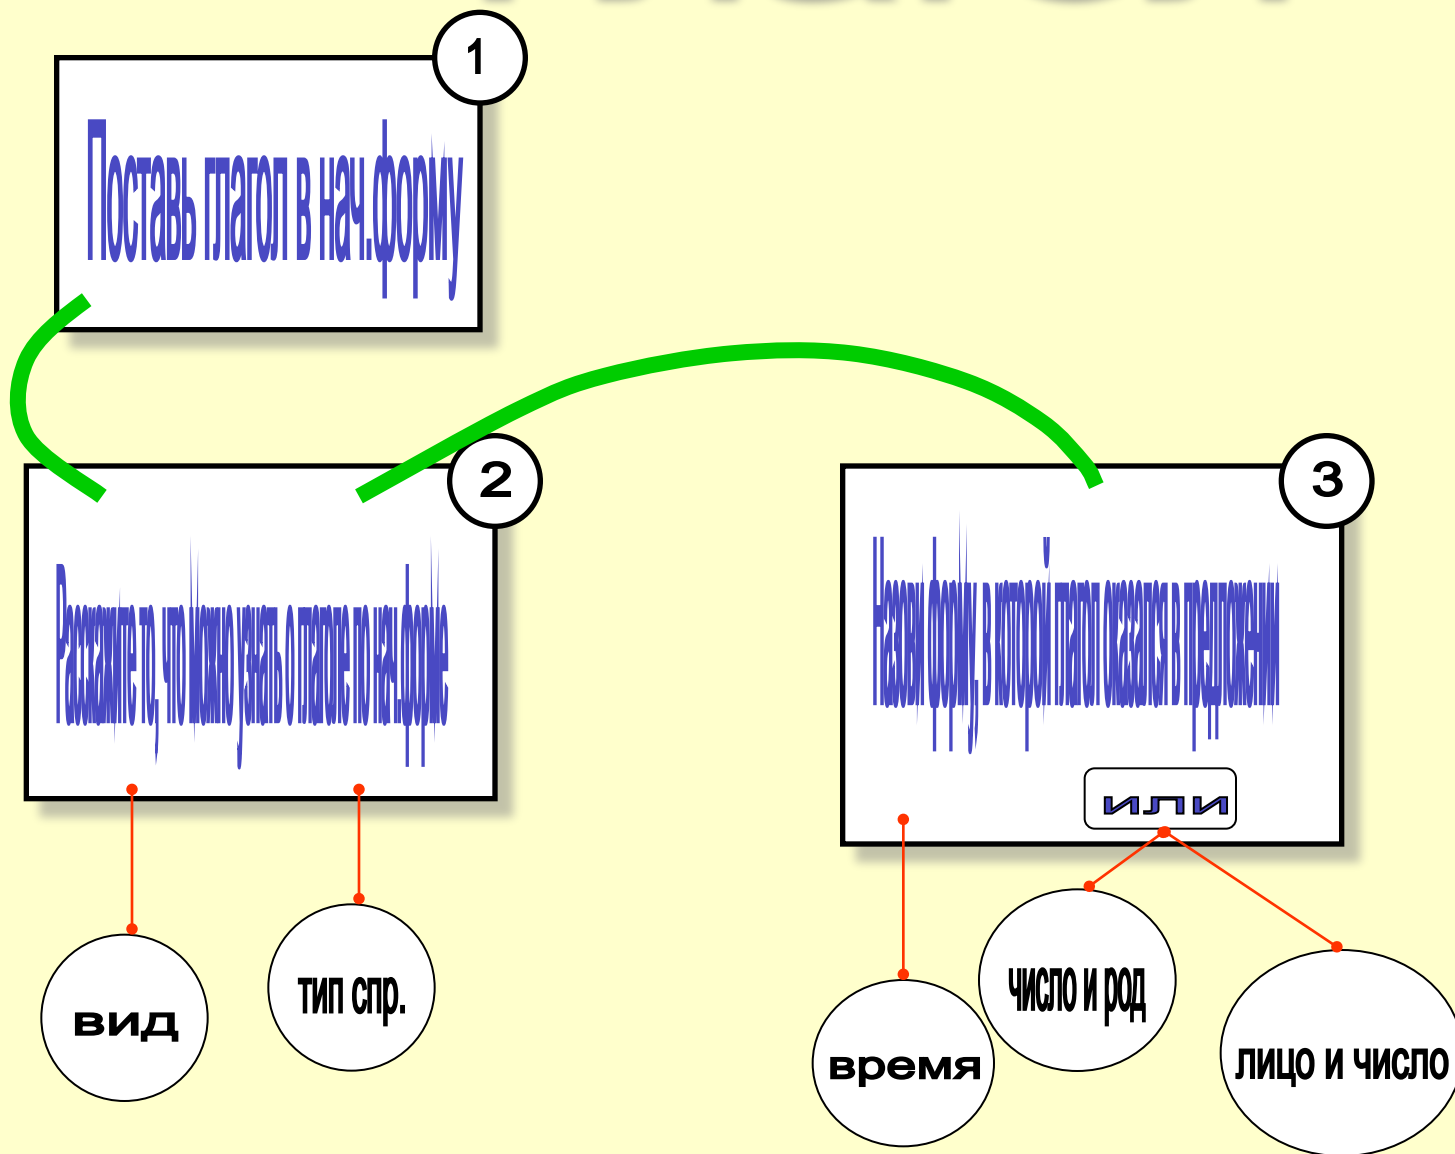 1
Поставь глагол в нач.форму
2
Расскажите то, что можно узнать о глаголе по нач.форме
3
Назови форму, в которой глагол оказался в предложении
или
вид
тип спр.
время
число и род
лицо и число